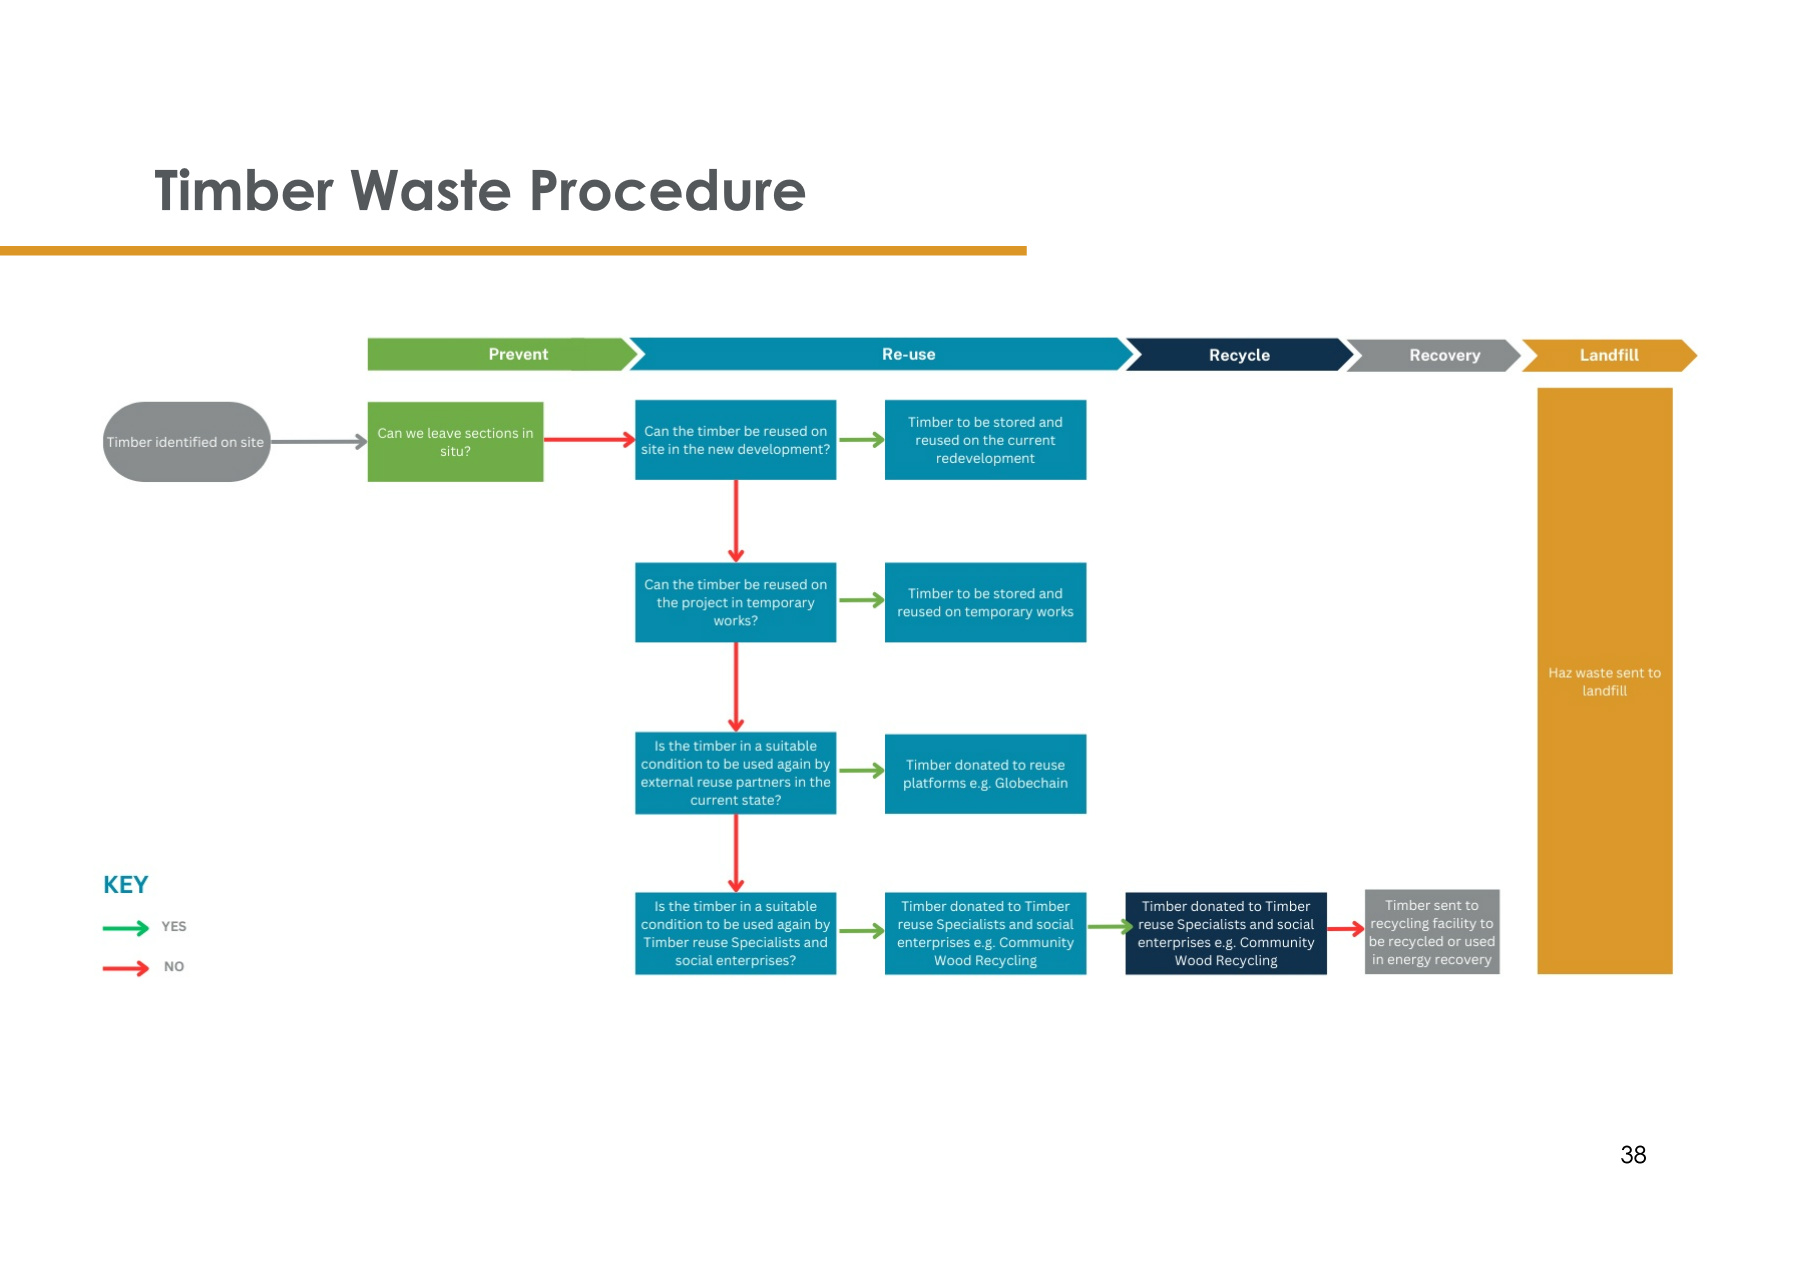 Timber Waste Procedure
Prevent
Re-use
Recycle
Recovery
Landfill
Timber identified on site
Can we leave sections in
situ?
Can the timber be reused on
site in the new development?
Timber to be stored and
reused on the current
redevelopment
Can the timber be reused on
the project in temporary
works?
Timber to be stored and
reused on temporary works
Haz waste sent to
landfill
Is the timber in a suitable
condition to be used again by
external reuse partners in the
current state?
Timber donated to reuse
platforms e.g. Globechain
Is the timber in a suitable
condition to be used again by
Timber reuse Specialists and
social enterprises?
Timber donated to Timber
reuse Specialists and social
enterprises e.g. Community
Wood Recycling
Timber donated to Timber
reuse Specialists and social
enterprises e.g. Community
Wood Recycling
Timber sent to
recycling facility to
be recycled or used
in energy recovery
KEY
YES
NO
38